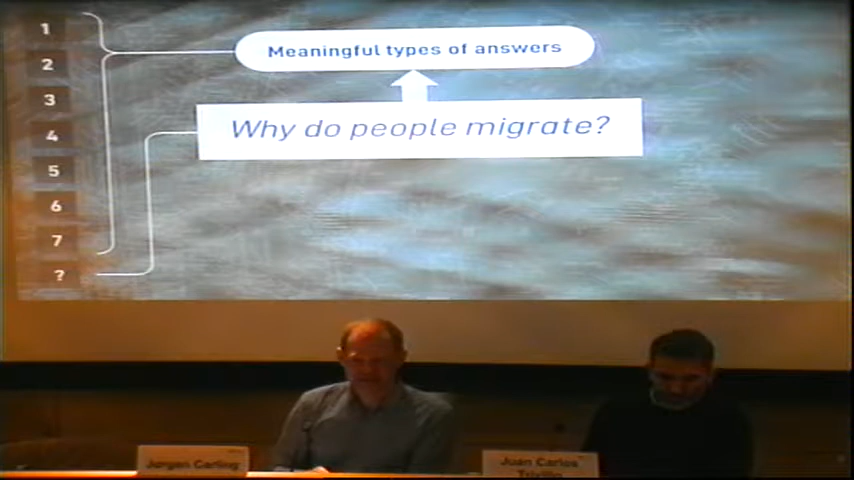 1
2
3
4
5
6
7
?
Meaningful types of answers
Why do people migrate?
Jørgen Carling
Juan Carlos